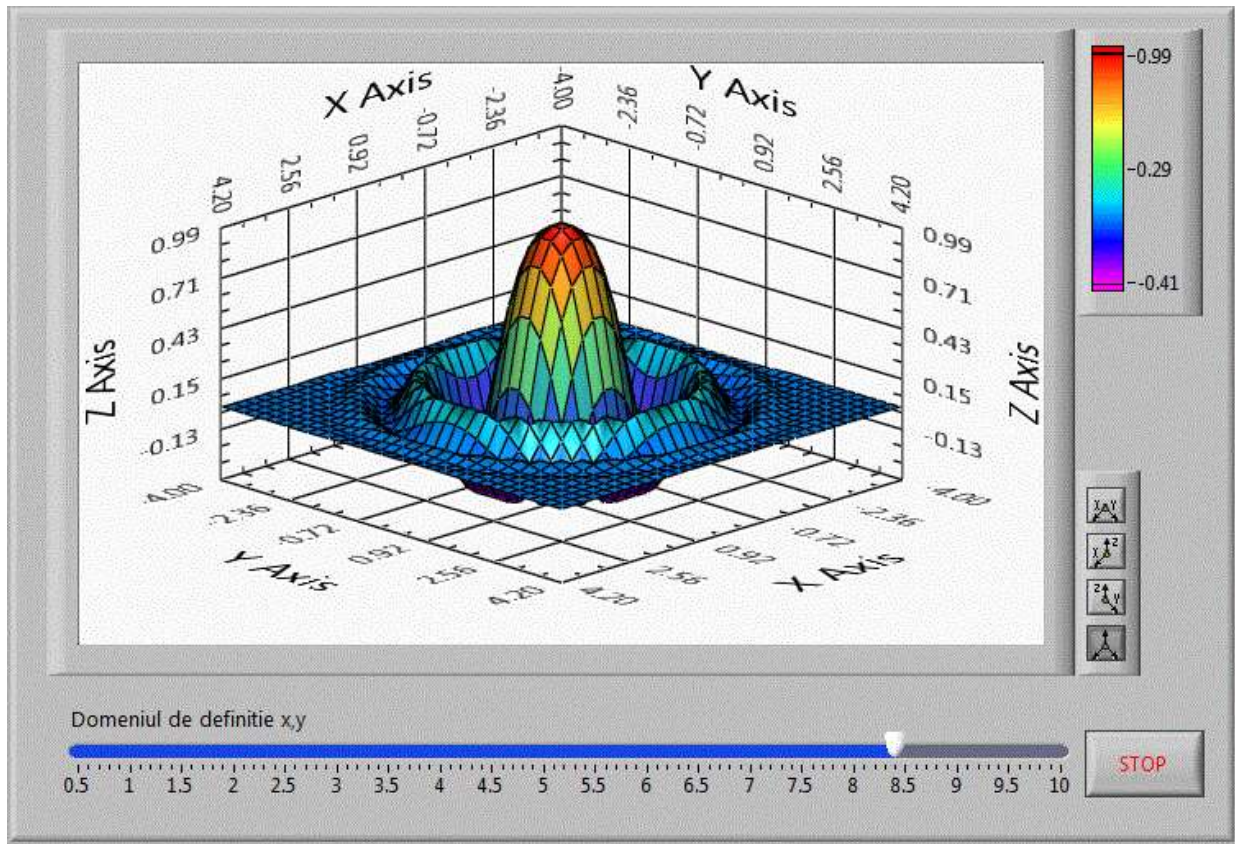 X Axis
Y Axis
4.20 2.56 0.92 -0.72 -2.36 -4.00 -2.36 -0.72 0.92 2.56 4.20
0.99
0.71
0.43
0.15
-0.13
Z Axis
0.99
0.71
0.43
0.15
-0.13
Z Axis
-4.00 -2.36 -0.72 0.92 2.56 4.20
Y Axis
4.20 2.56 0.92 -0.72 -2.36 -4.00
X Axis
-0.99
-0.29
-0.41
X Y
X Z
Z Y
Domeniul de definitie x,y
0.5 1 1.5 2 2.5 3 3.5 4 4.5 5 5.5 6 6.5 7 7.5 8 8.5 9 9.5 10
STOP